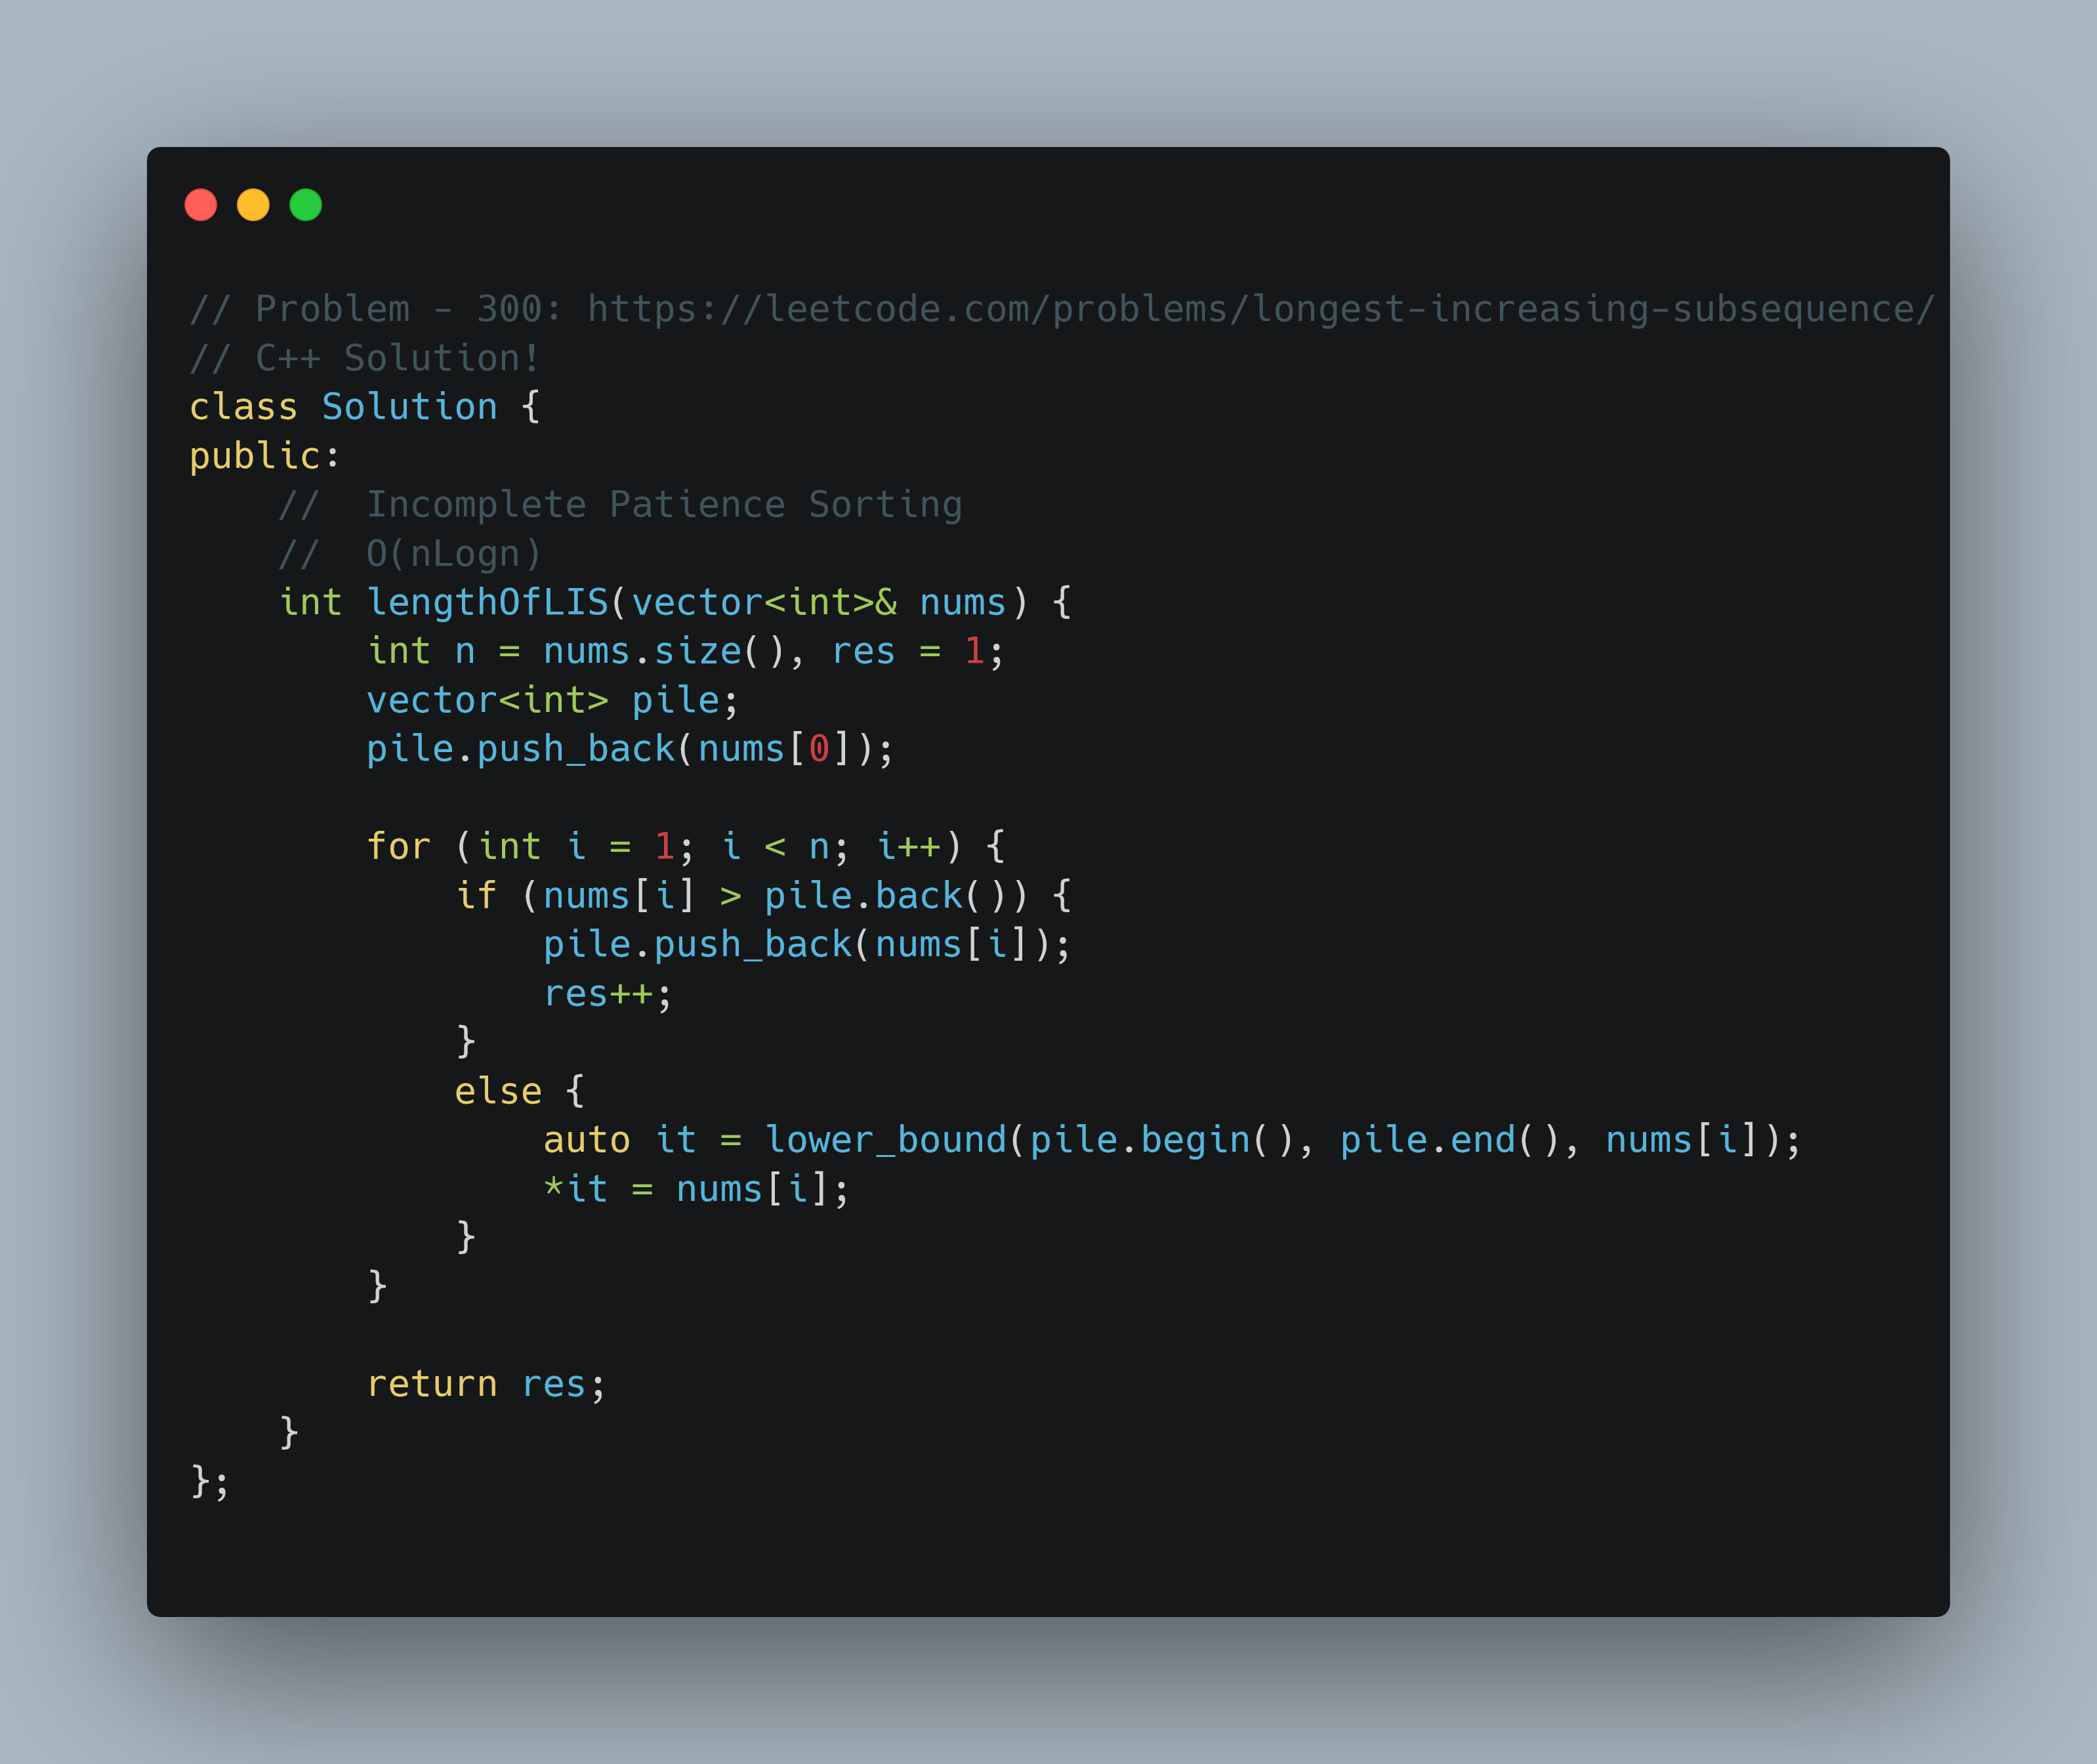 // Problem - 300: https://leetcode.com/problems/longest-increasing-subsequence/
// C++ Solution!
class Solution {
public:
    //  Incomplete Patience Sorting
    //  O(nLogn)
    int lengthOfLIS(vector<int>& nums) {
        int n = nums.size(), res = 1;
        vector<int> pile;
        pile.push_back(nums[0]);

        for (int i = 1; i < n; i++) {
            if (nums[i] > pile.back()) {
                pile.push_back(nums[i]);
                res++;
            }
            else {
                auto it = lower_bound(pile.begin(), pile.end(), nums[i]);
                *it = nums[i];
            }
        }

        return res;
    }
};